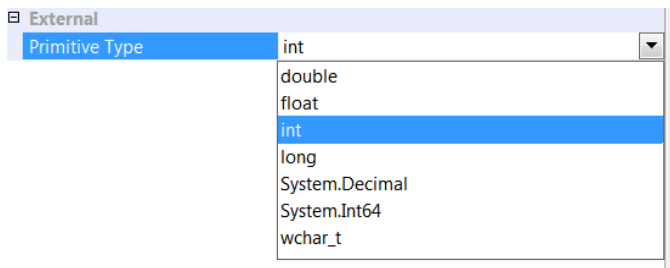 External
Primitive Type int
double
float
int
long
System.Decimal
System.Int64
wchar_t